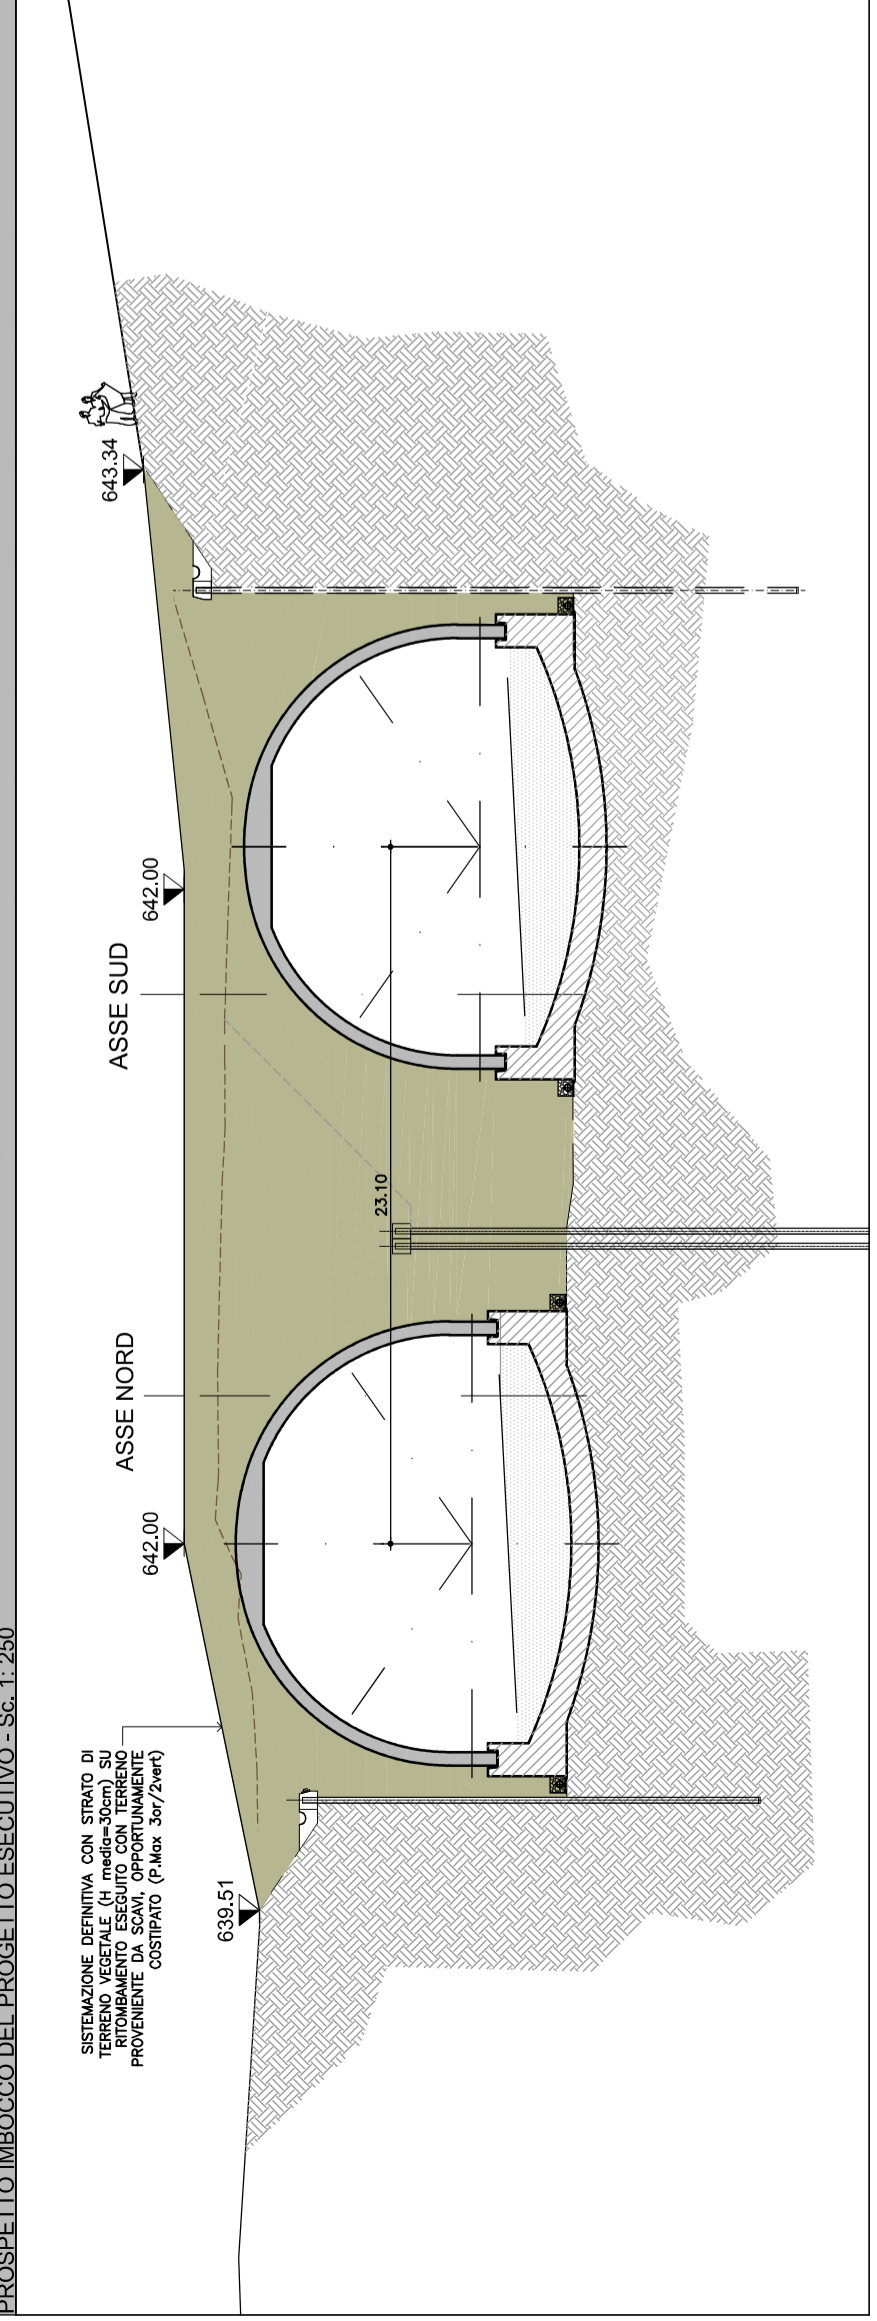 PROSPETTO IMBOCCO DEL PROGETTO ESECUTIVO - Sc. 1: 250
SISTEMAZIONE DEFINITIVA CON STRATO DI
TERRENO VEGETALE (H media=30cm) SU
RITOMBAMENTO ESEGUITO CON TERRENO
PROVENIENTE DA SCAVI, OPPORTUNAMENTE
COSTIPATO (P.Max 3or/2vert)
639.51
642.00
ASSE NORD
23.10
ASSE SUD
642.00
643.34